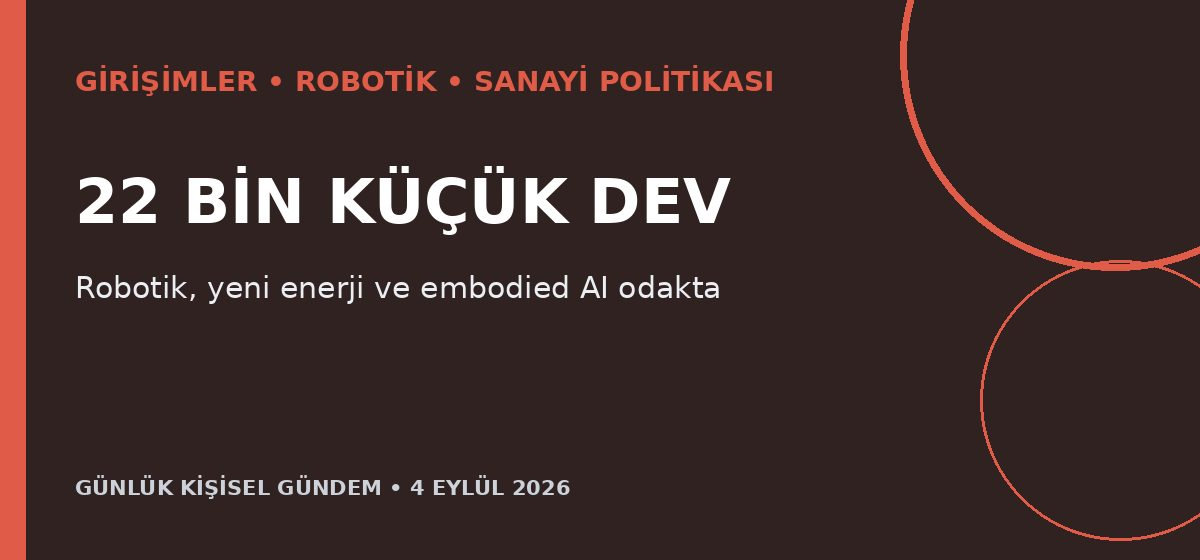 GİRİŞİMLER • ROBOTİK • SANAYİ POLİTİKASI
22 BİN KÜÇÜK DEV
Robotik, yeni enerji ve embodied AI odakta
GÜNLÜK KİŞİSEL GÜNDEM • 4 EYLÜL 2026